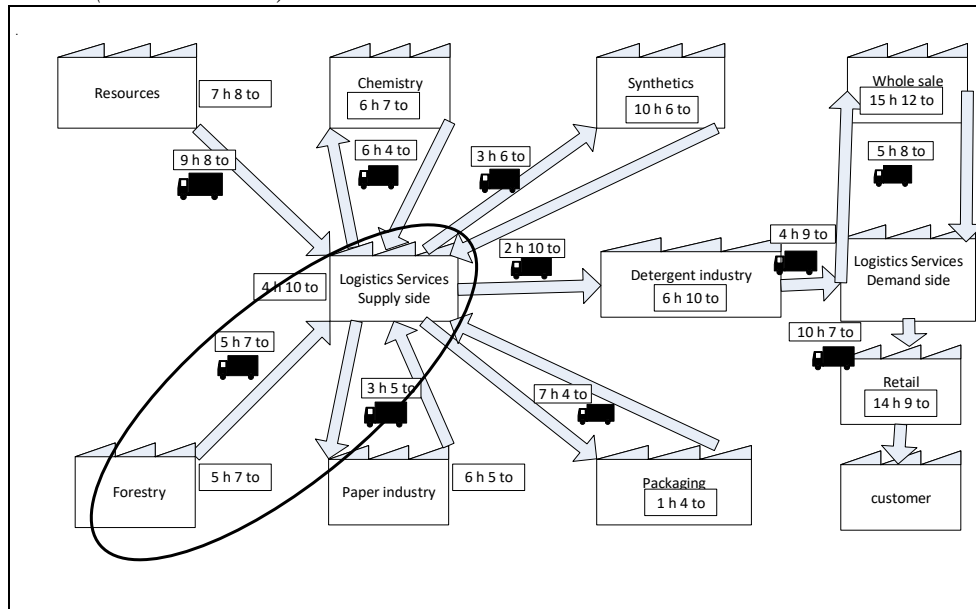 Resources
7 h 8 to
Chemistry
6 h 7 to
Synthetics
10 h 6 to
Whole sale
15 h 12 to
9 h 8 to
6 h 4 to
3 h 6 to
5 h 8 to
4 h 10 to
Logistics Services
Supply side
2 h 10 to
Detergent industry
6 h 10 to
4 h 9 to
Logistics Services
Demand side
5 h 7 to
3 h 5 to
7 h 4 to
10 h 7 to
Retail
14 h 9 to
Forestry
5 h 7 to
Paper industry
6 h 5 to
Packaging
1 h 4 to
customer